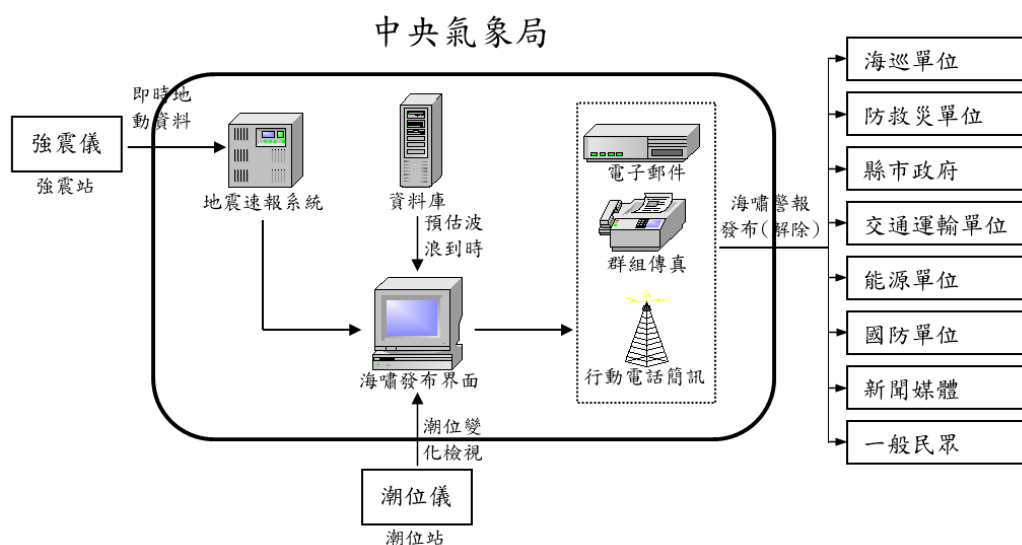 中央氣象局
即時地
動資料
強震儀
強震站
地震速報系統
資料庫
預估波
浪到時
海嘯發布界面
潮位變
化檢視
潮位儀
潮位站
電子郵件
群組傳真
行動電話簡訊
海嘯警報
發布(解除)
海巡單位
防救災單位
縣市政府
交通運輸單位
能源單位
國防單位
新聞媒體
一般民眾